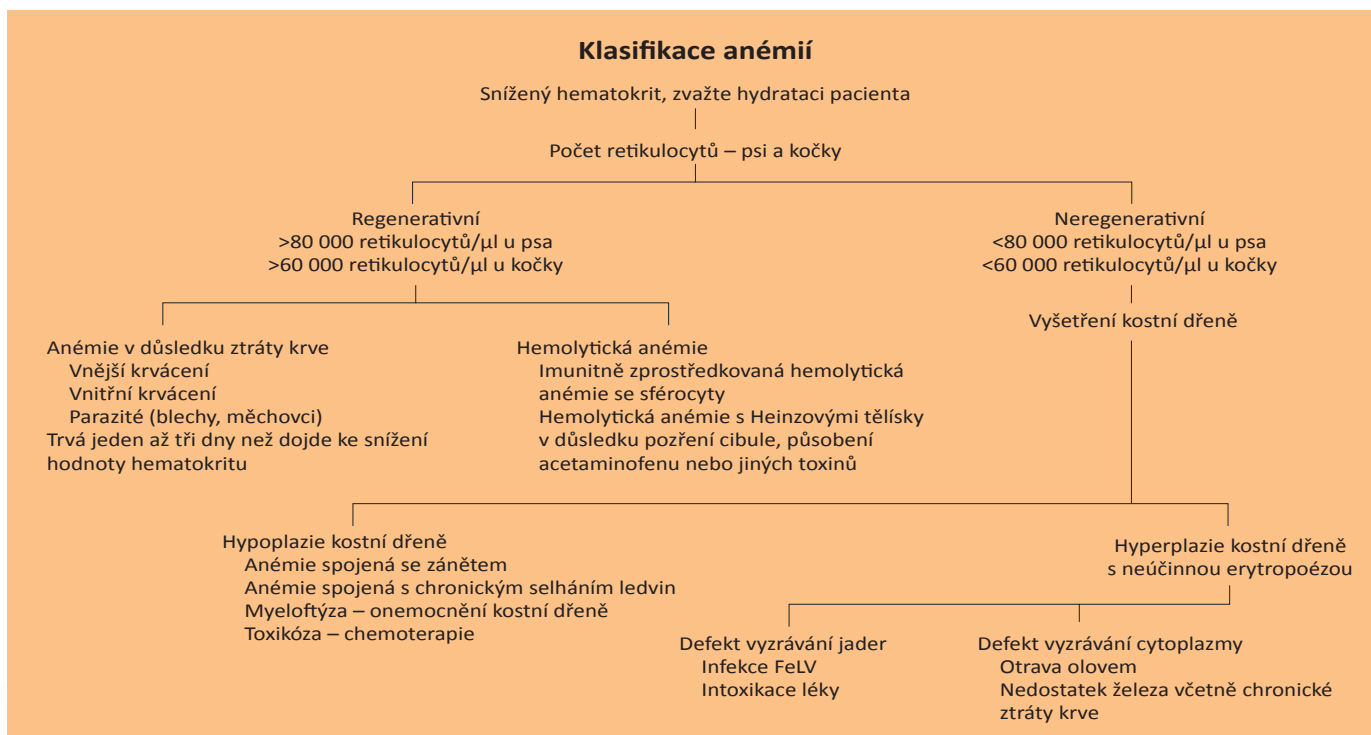 Klasifikace anémií
Snížený hematokrit, zvažte hydrataci pacienta
Počet retikulocytů – psi a kočky
Regenerativní
>80 000 retikulocytů/µl u psa
>60 000 retikulocytů/µl u kočky
Neregenerativní
<80 000 retikulocytů/µl u psa
<60 000 retikulocytů/µl u kočky
Vyšetření kostní dřeně
Anémie v důsledku ztráty krve
Vnější krvácení
Vnitřní krvácení
Parazité (blechy, měchovci)
Trvá jeden až tři dny než dojde ke snížení
hodnoty hematokritu
Hemolytická anémie
Imunitně zprostředkovaná hemolytická
anémie se sférocyty
Hemolytická anémie s Heinzovými tělísky
v důsledku pozření cibule, působení
acetaminofenu nebo jiných toxinů
Hypoplazie kostní dřeně
Anémie spojená se zánětem
Anémie spojená s chronickým selháním ledvin
Myeloftýza – onemocnění kostní dřeně
Toxikóza – chemoterapie
Hyperplazie kostní dřeně
s neúčinnou erytropoézou
Defekt vyzrávání jader
Infekce FeLV
Intoxikace léky
Defekt vyzrávání cytoplazmy
Otrava olovem
Nedostatek železa včetně chronické
ztráty krve